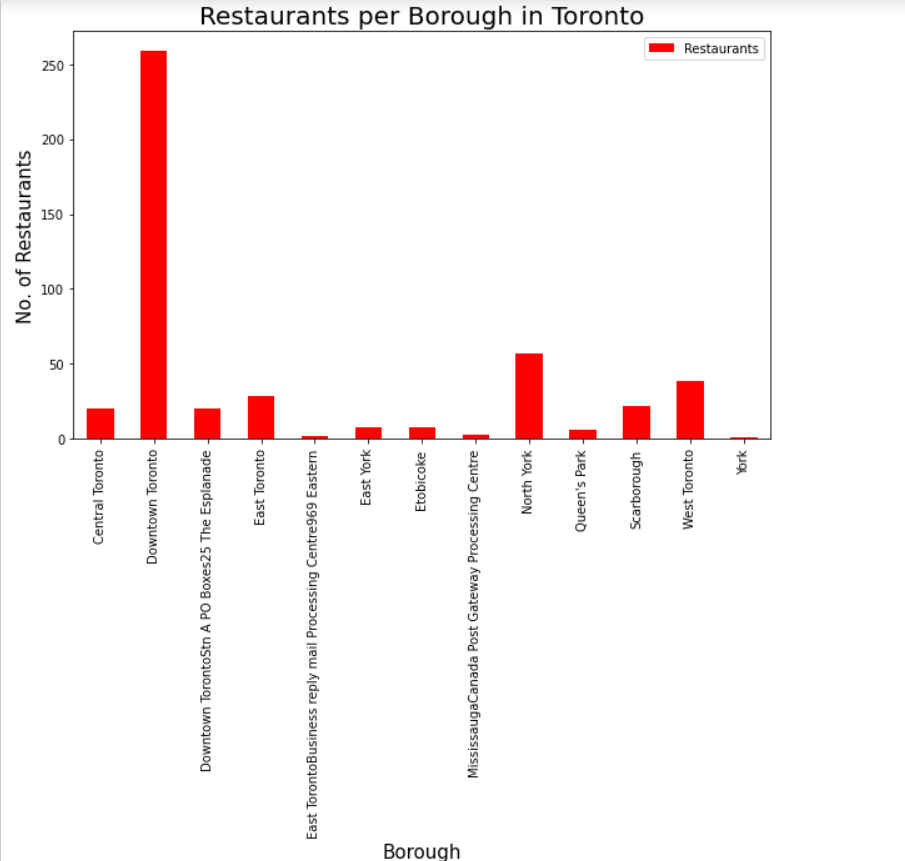 Restaurants per Borough in Toronto
Restaurants
No. of Restaurants
250
200
150
100
50
0
Central Toronto
Downtown Toronto
Downtown TorontoStn A PO Boxes25 The Esplanade
East Toronto
East TorontoBusiness reply mail Processing Centre969 Eastern
East York
Etobicoke
MississaugaCanada Post Gateway Processing Centre
North York
Queen's Park
Scarborough
West Toronto
York
Borough